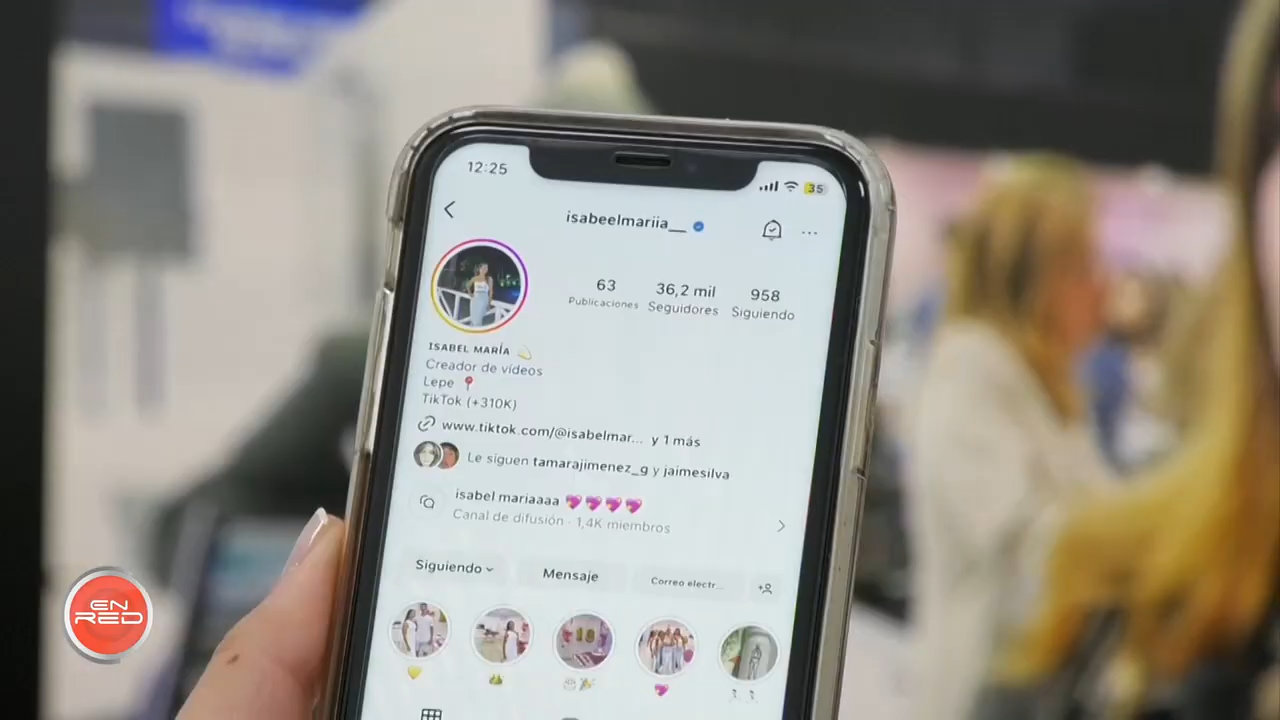 12:25
35
isabeelmariia__
63
Publicaciones
36,2 mil
Seguidores
958
Siguiendo
ISABEL MARÍA
Creador de vídeos
Lepe
TikTok (+310K)
www.tiktok.com/@isabelmar... y 1 más
Le siguen tamarajimenez_g y jaimesilva
isabel mariaaaa
Canal de difusión · 1,4K miembros
Siguiendo
Mensaje
Correo electr...
18
EN
RED